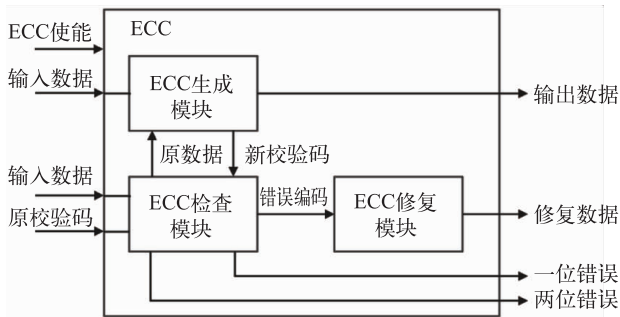 ECC使能
ECC
输入数据
ECC生成
模块
输出数据
原数据
新校验码
输入数据
原校验码
ECC检查
模块
错误编码
ECC修复
模块
修复数据
一位错误
两位错误